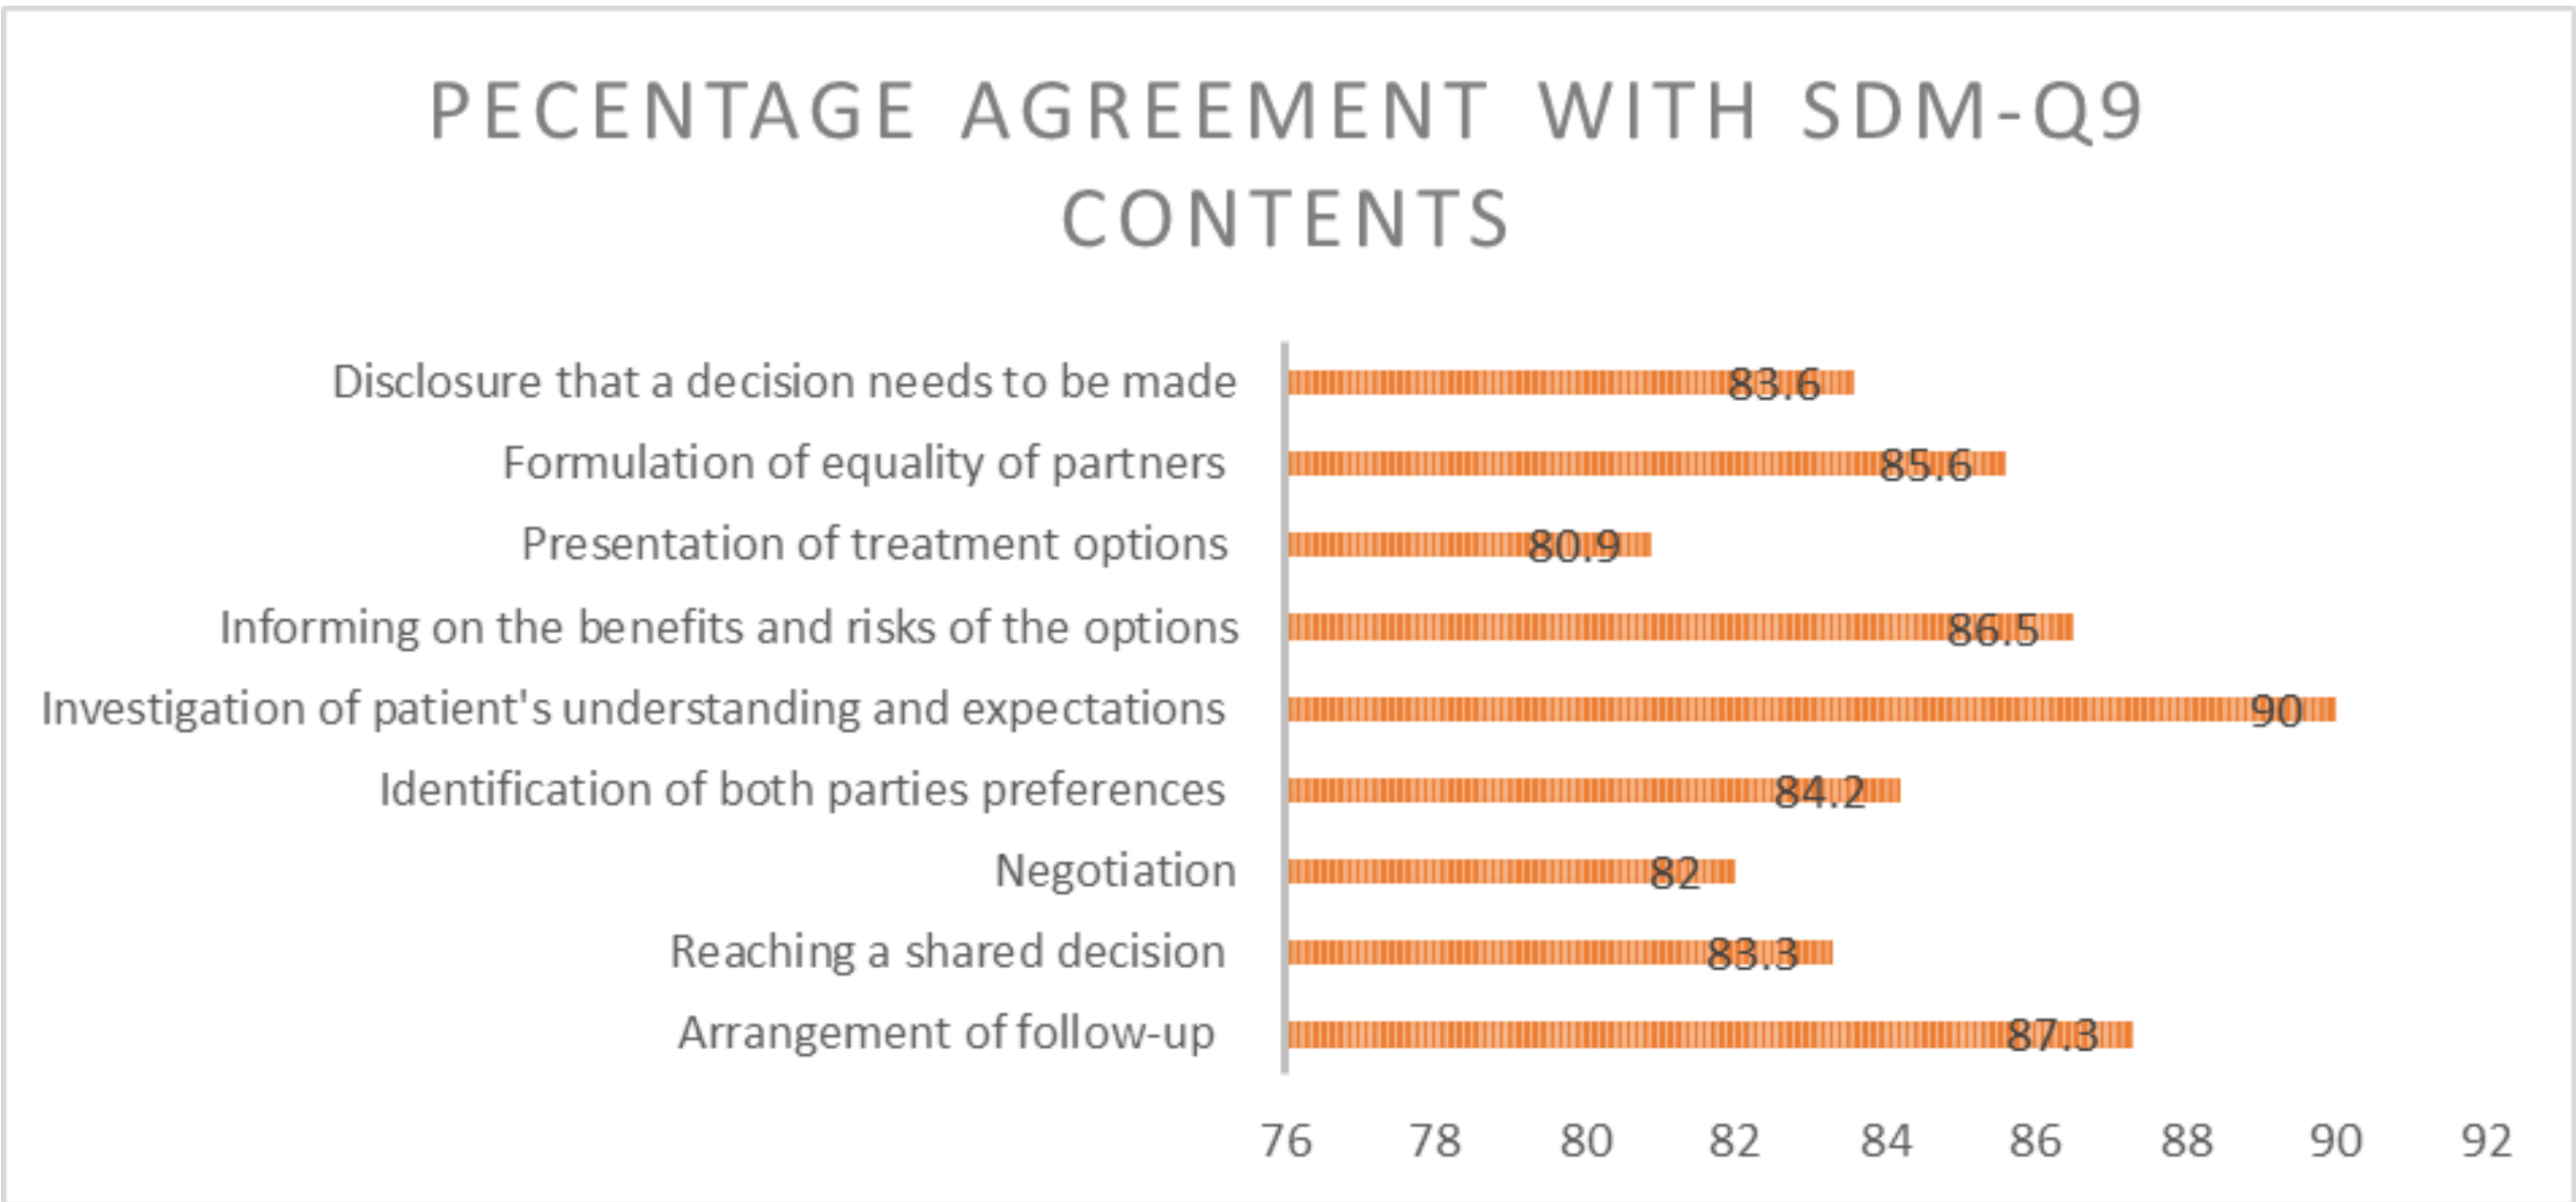 PECENTAGE AGREEMENT WITH SDM-Q9
CONTENTS
Disclosure that a decision needs to be made 83.6
Formulation of equality of partners 85.6
Presentation of treatment options 80.9
Informing on the benefits and risks of the options 86.5
Investigation of patient's understanding and expectations 90
Identification of both parties preferences 84.2
Negotiation 82
Reaching a shared decision 83.3
Arrangement of follow-up 87.3
76 78 80 82 84 86 88 90 92